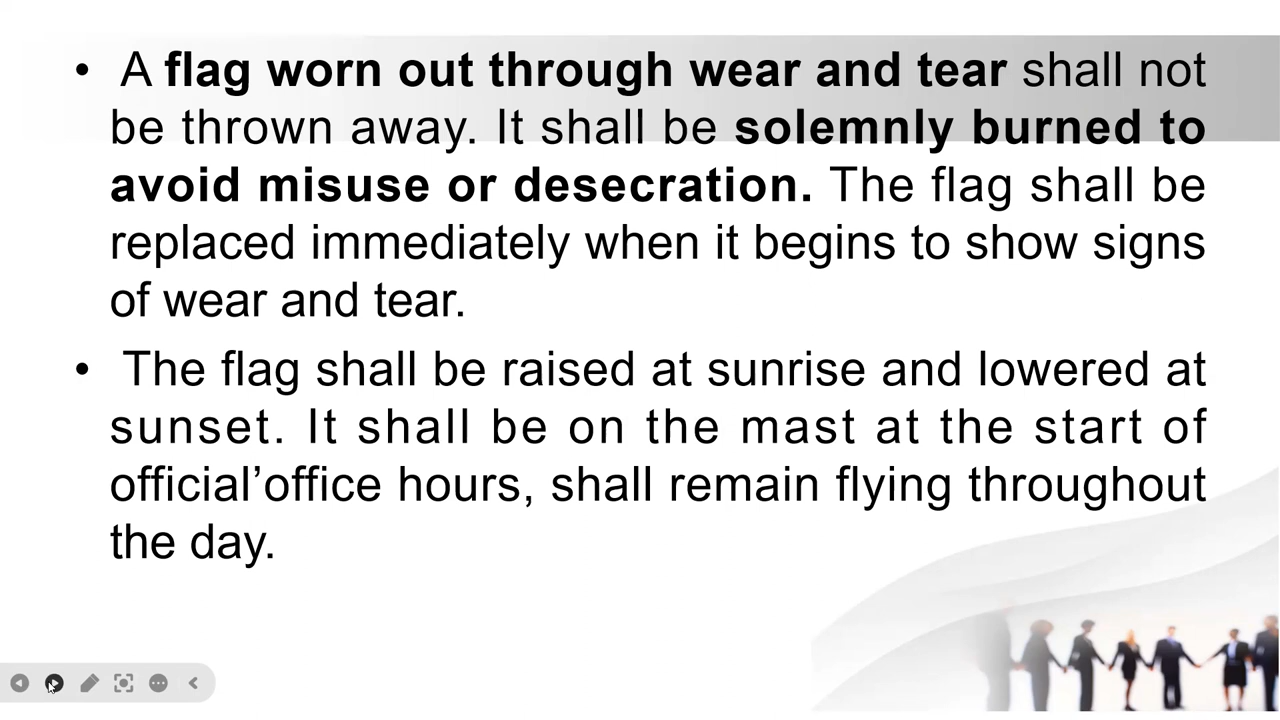 • A flag worn out through wear and tear shall not
be thrown away. It shall be solemnly burned to
avoid misuse or desecration. The flag shall be
replaced immediately when it begins to show signs
of wear and tear.
• The flag shall be raised at sunrise and lowered at
sunset. It shall be on the mast at the start of
official’office hours, shall remain flying throughout
the day.